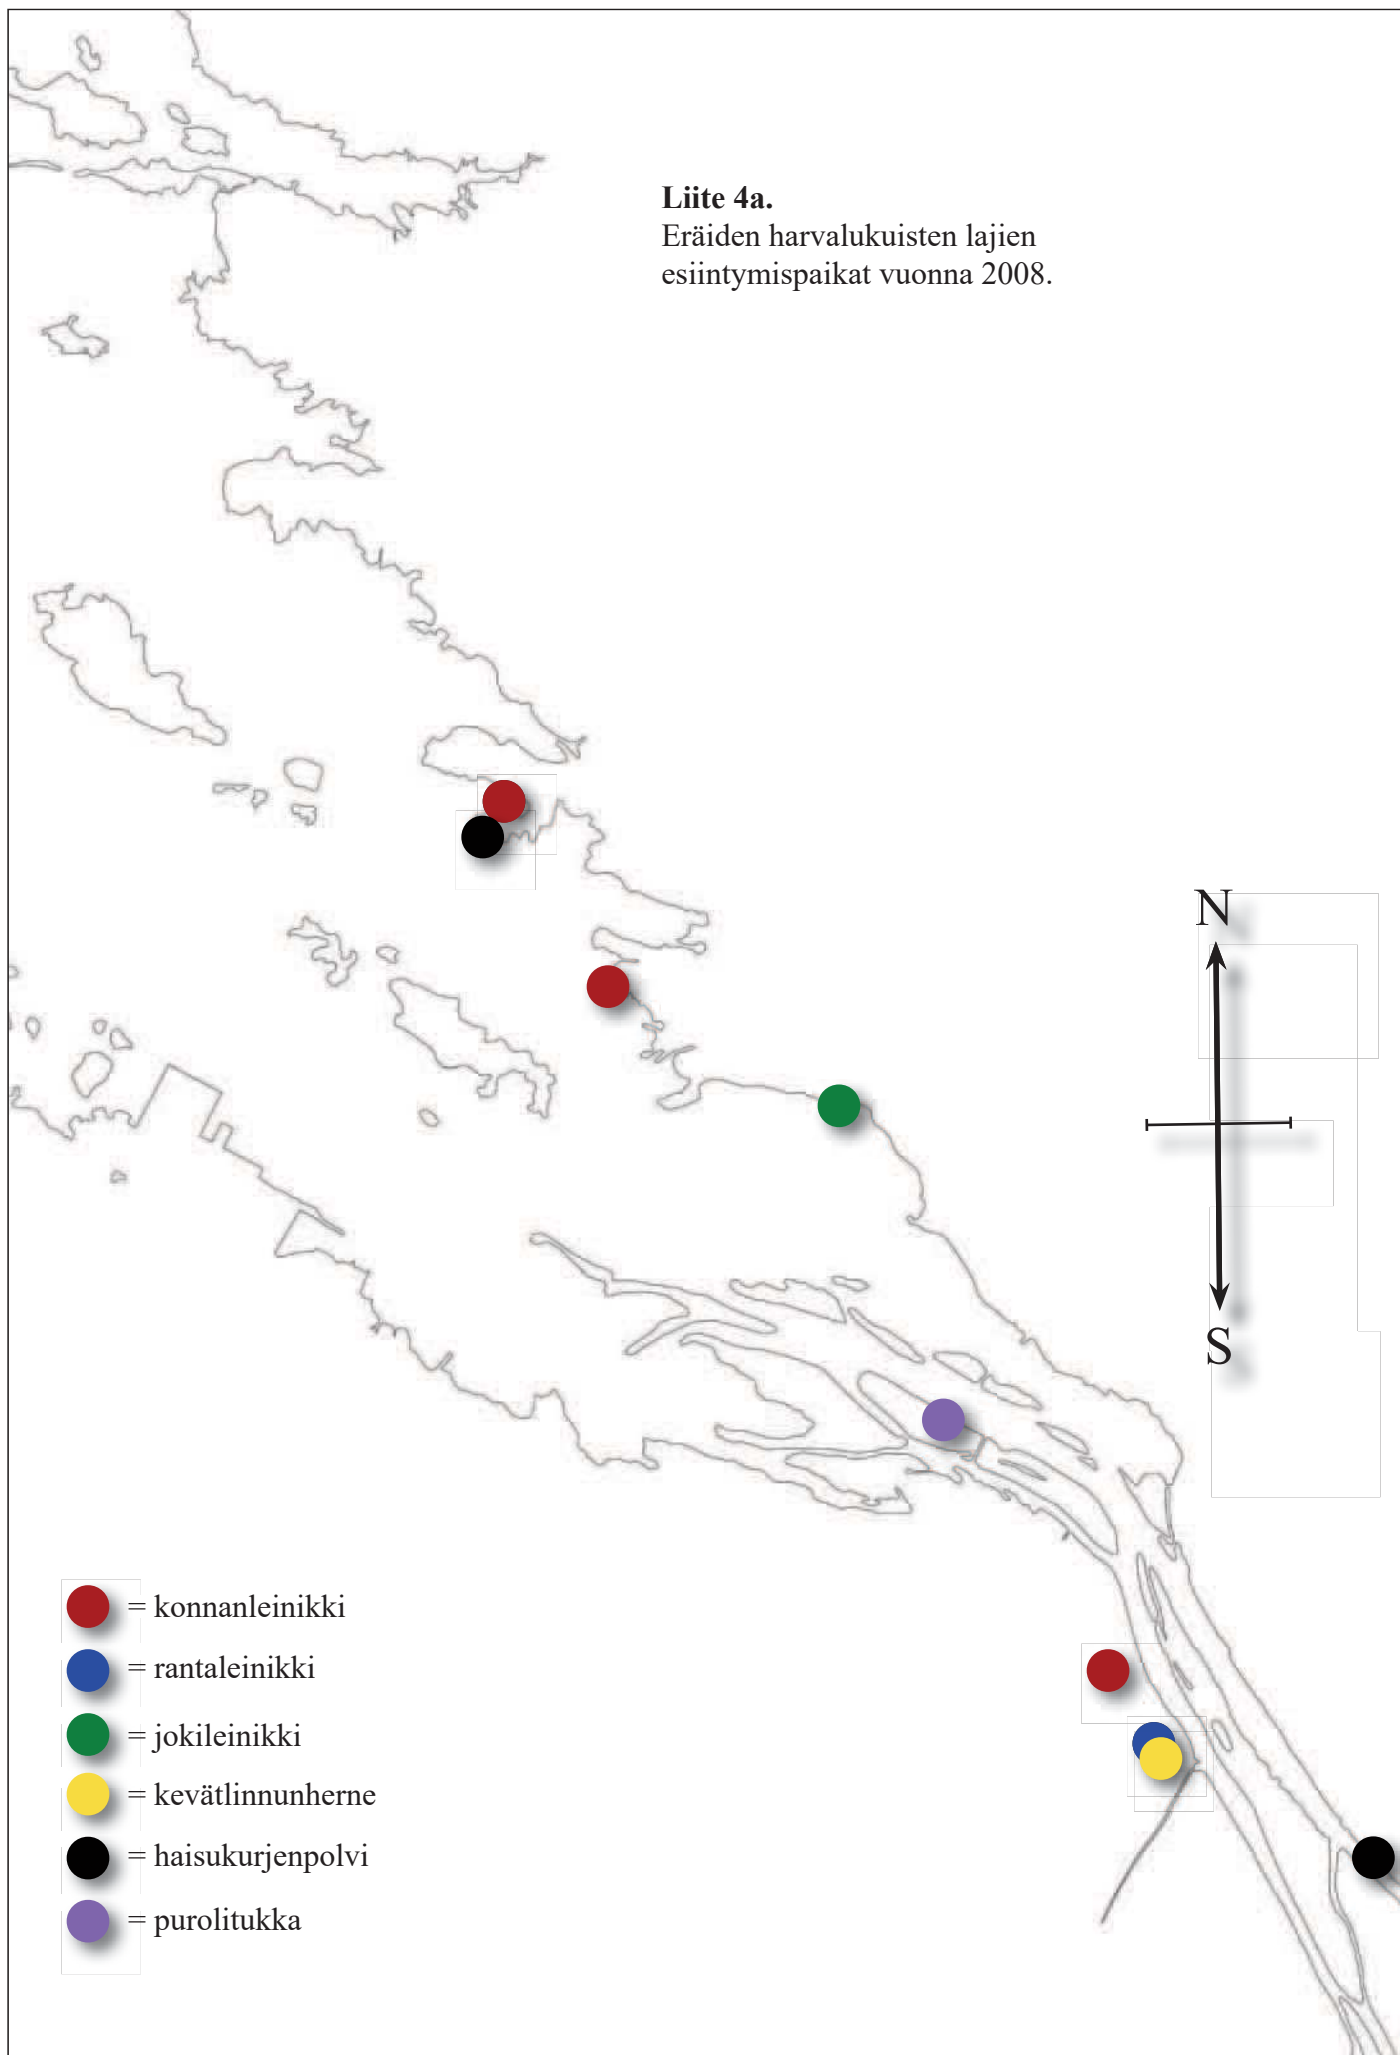 Liite 4a.
Eräiden harvalukuisten lajien
esiintymispaikat vuonna 2008.
N
S
= konnanleinikki
= rantaleinikki
= jokileinikki
= kevätlinnunherne
= haisukurjenpolvi
= purolitukka